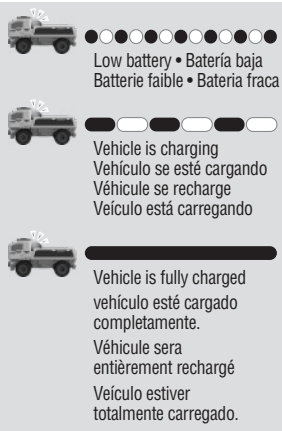 Low battery • Batería baja
Batterie faible • Bateria fraca
Vehicle is charging
Vehículo se esté cargando
Véhicule se recharge
Veículo está carregando
Vehicle is fully charged
vehículo esté cargado
completamente.
Véhicule sera
entièrement rechargé
Veículo estiver
totalmente carregado.